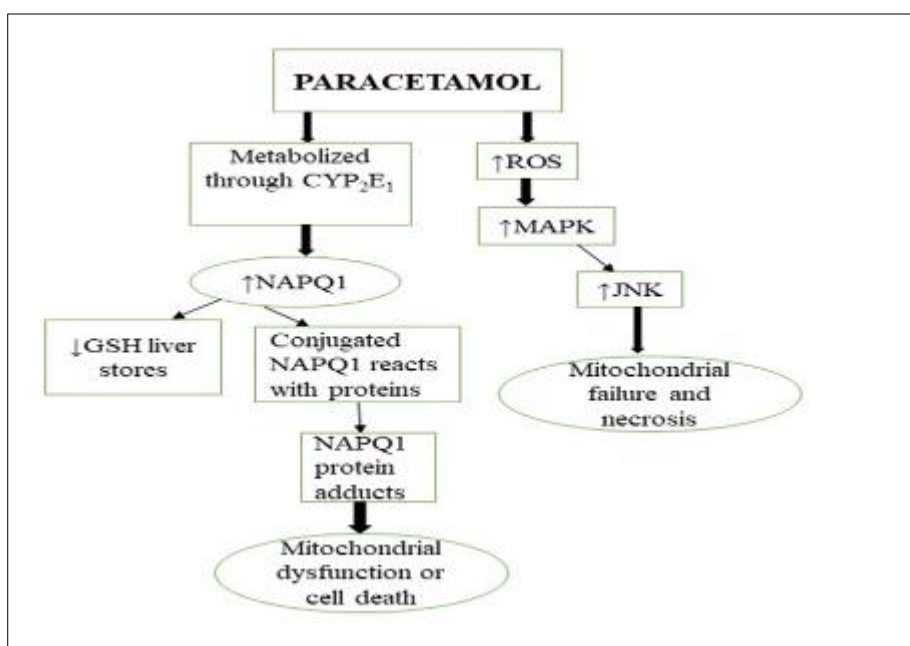 PARACETAMOL
Metabolized
through CYP₂E₁
↑NAPQ1
↓GSH liver
stores
Conjugated
NAPQ1 reacts
with proteins
NAPQ1
protein
adducts
Mitochondrial
dysfunction or
cell death
↑ROS
↑MAPK
↑JNK
Mitochondrial
failure and
necrosis